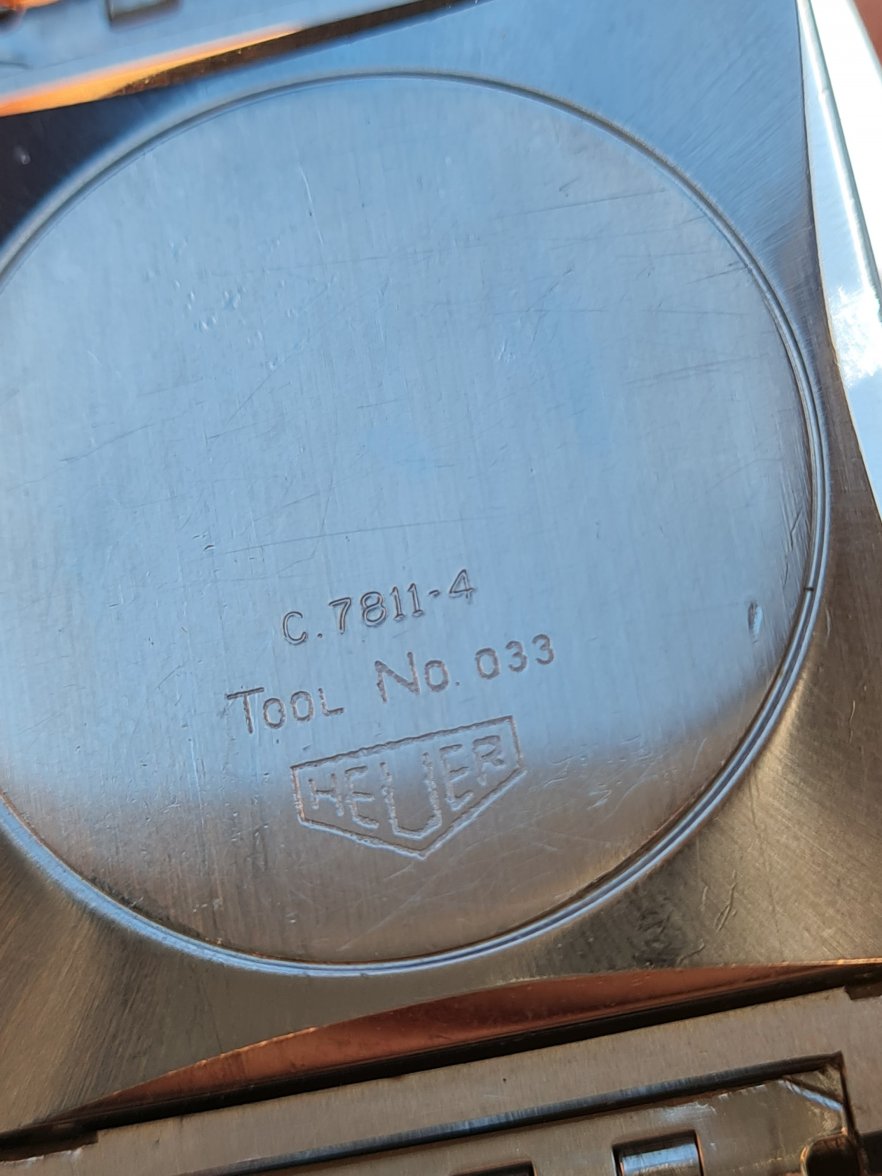 C.7811-4
TOOL NO. 033
HEUER